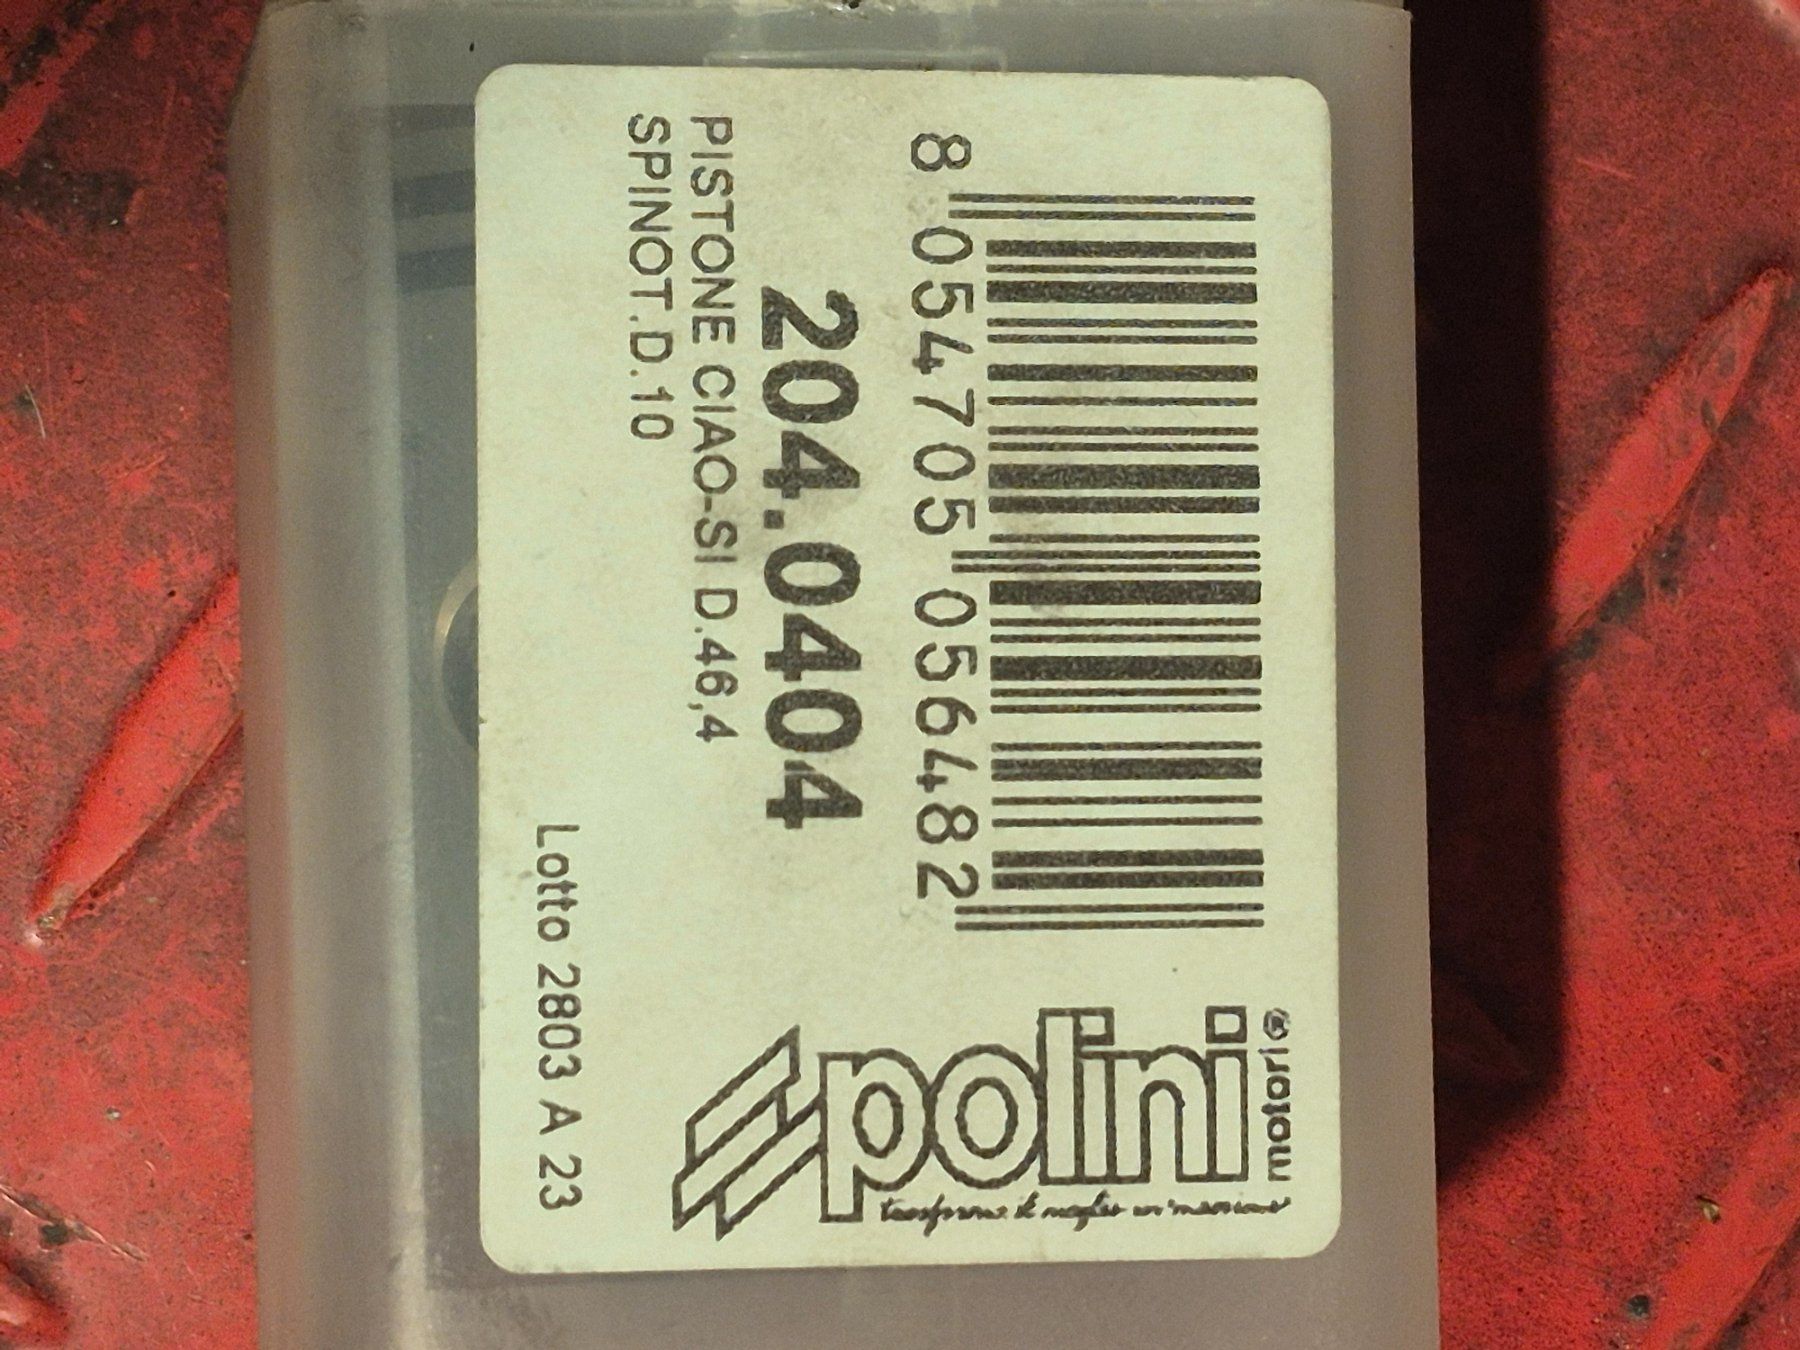 8 054705 056482
204.0404
PISTONE CIAO-SI D.46,4
SPINOT.D.10
Lotto 2803 A 23
polini
motori